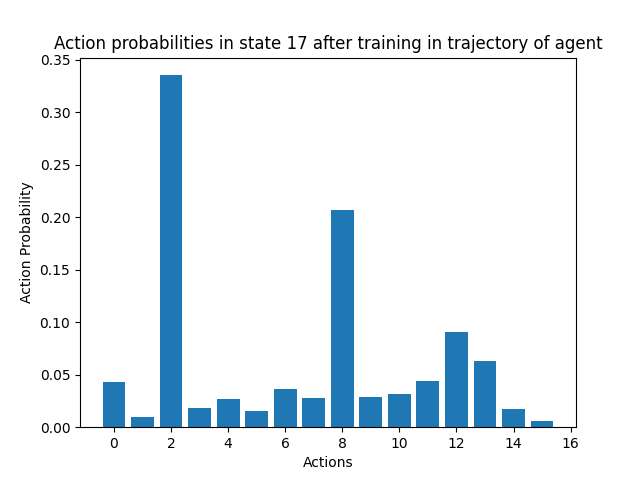 Action probabilities in state 17 after training in trajectory of agent
0.35
0.30
0.25
0.20
0.15
0.10
0.05
0.00
Action Probability
0 2 4 6 8 10 12 14 16
Actions